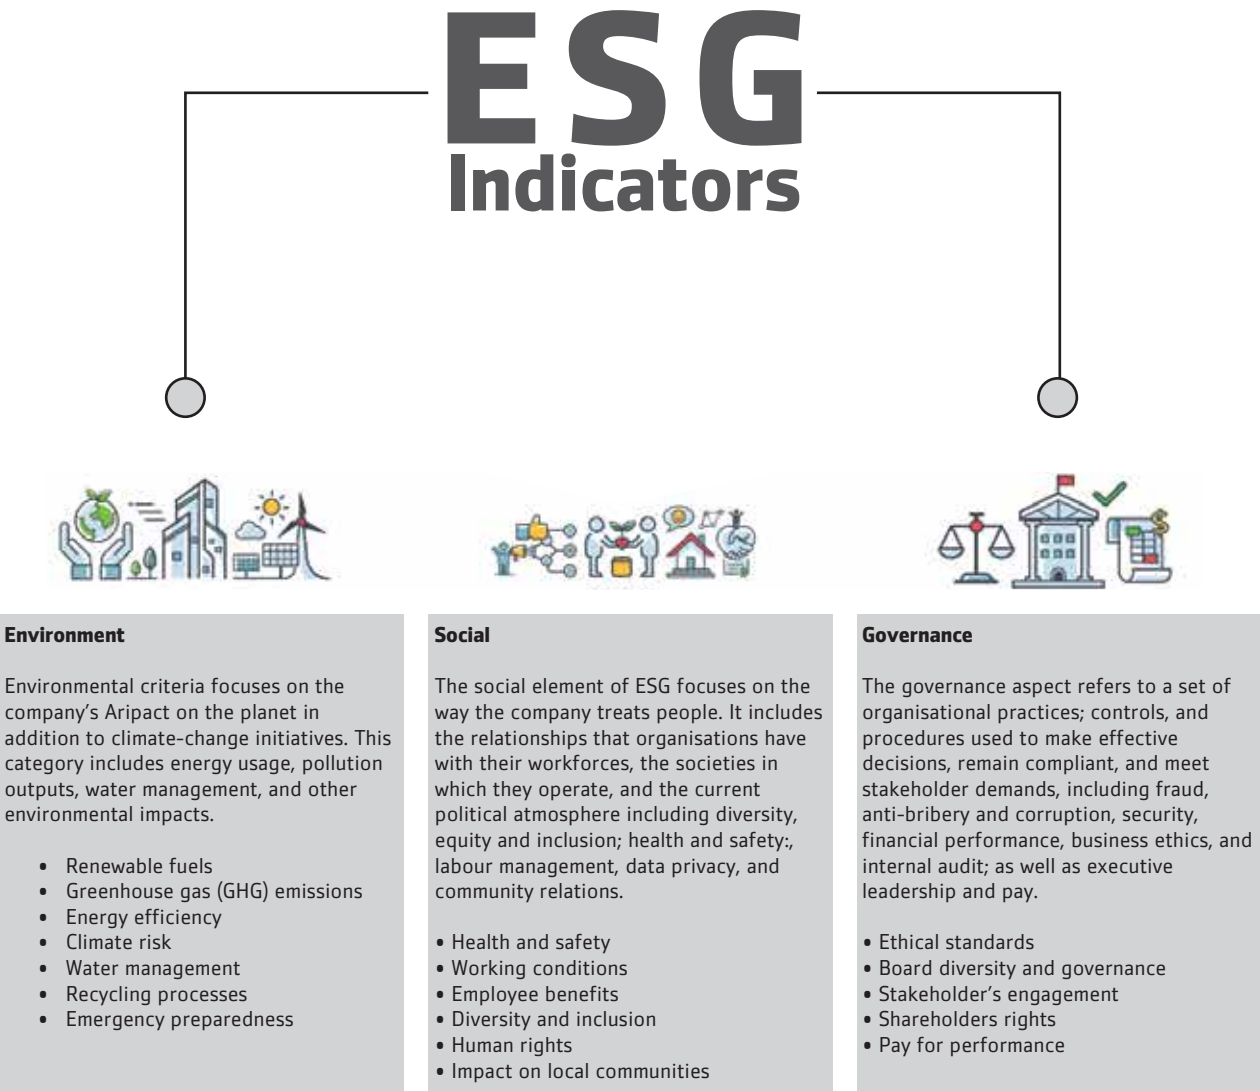 ESG
Indicators
Environment
Environmental criteria focuses on the
company's Aripact on the planet in
addition to climate-change initiatives. This
category includes energy usage, pollution
outputs, water management, and other
environmental impacts.
• Renewable fuels
• Greenhouse gas (GHG) emissions
• Energy efficiency
• Climate risk
• Water management
• Recycling processes
• Emergency preparedness
Social
The social element of ESG focuses on the
way the company treats people. It includes
the relationships that organisations have
with their workforces, the societies in
which they operate, and the current
political atmosphere including diversity,
equity and inclusion; health and safety:,
labour management, data privacy, and
community relations.
• Health and safety
• Working conditions
• Employee benefits
• Diversity and inclusion
• Human rights
• Impact on local communities
Governance
The governance aspect refers to a set of
organisational practices; controls, and
procedures used to make effective
decisions, remain compliant, and meet
stakeholder demands, including fraud,
anti-bribery and corruption, security,
financial performance, business ethics, and
internal audit; as well as executive
leadership and pay.
• Ethical standards
• Board diversity and governance
• Stakeholder's engagement
• Shareholders rights
• Pay for performance